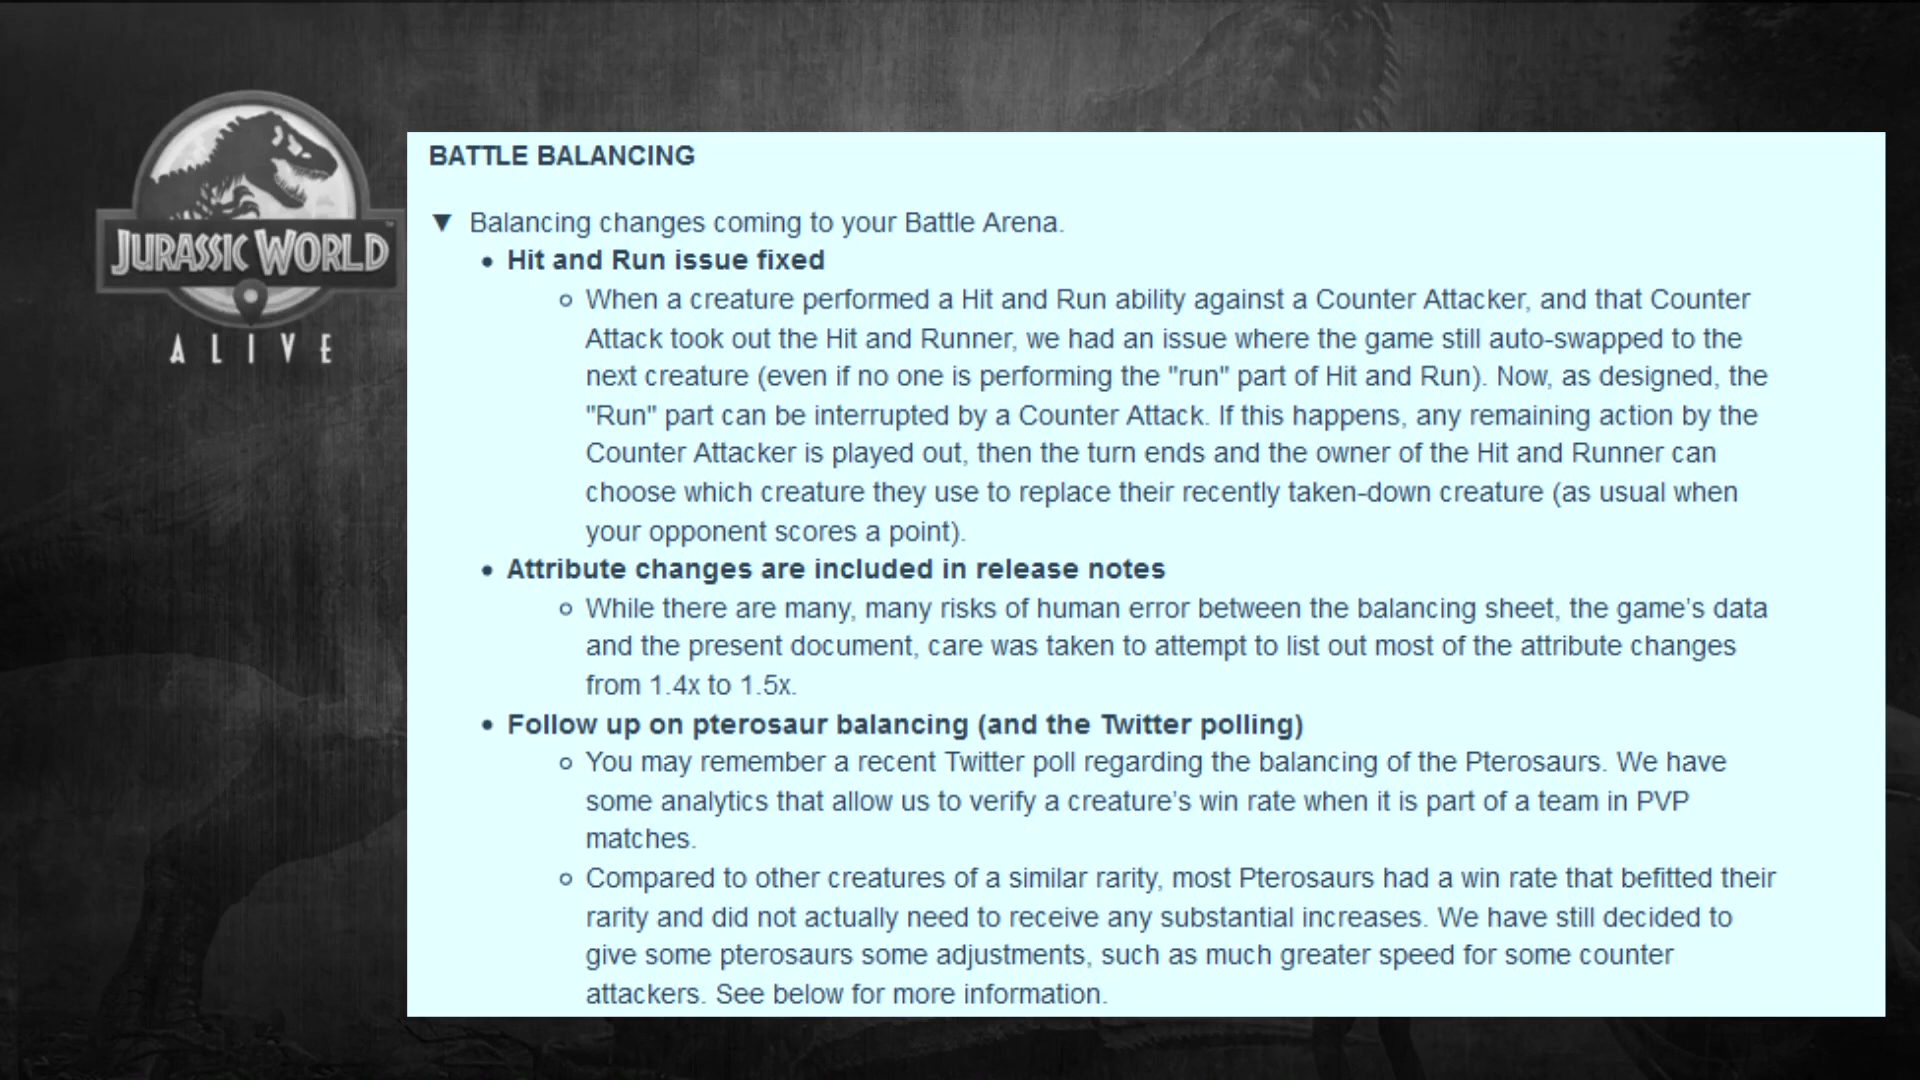 JURASSIC WORLD
™
ALIVE
BATTLE BALANCING
▼ Balancing changes coming to your Battle Arena.
• Hit and Run issue fixed
o When a creature performed a Hit and Run ability against a Counter Attacker, and that Counter
Attack took out the Hit and Runner, we had an issue where the game still auto-swapped to the
next creature (even if no one is performing the "run" part of Hit and Run). Now, as designed, the
"Run" part can be interrupted by a Counter Attack. If this happens, any remaining action by the
Counter Attacker is played out, then the turn ends and the owner of the Hit and Runner can
choose which creature they use to replace their recently taken-down creature (as usual when
your opponent scores a point).
• Attribute changes are included in release notes
o While there are many, many risks of human error between the balancing sheet, the game's data
and the present document, care was taken to attempt to list out most of the attribute changes
from 1.4x to 1.5x.
• Follow up on pterosaur balancing (and the Twitter polling)
o You may remember a recent Twitter poll regarding the balancing of the Pterosaurs. We have
some analytics that allow us to verify a creature's win rate when it is part of a team in PVP
matches.
o Compared to other creatures of a similar rarity, most Pterosaurs had a win rate that befitted their
rarity and did not actually need to receive any substantial increases. We have still decided to
give some pterosaurs some adjustments, such as much greater speed for some counter
attackers. See below for more information.